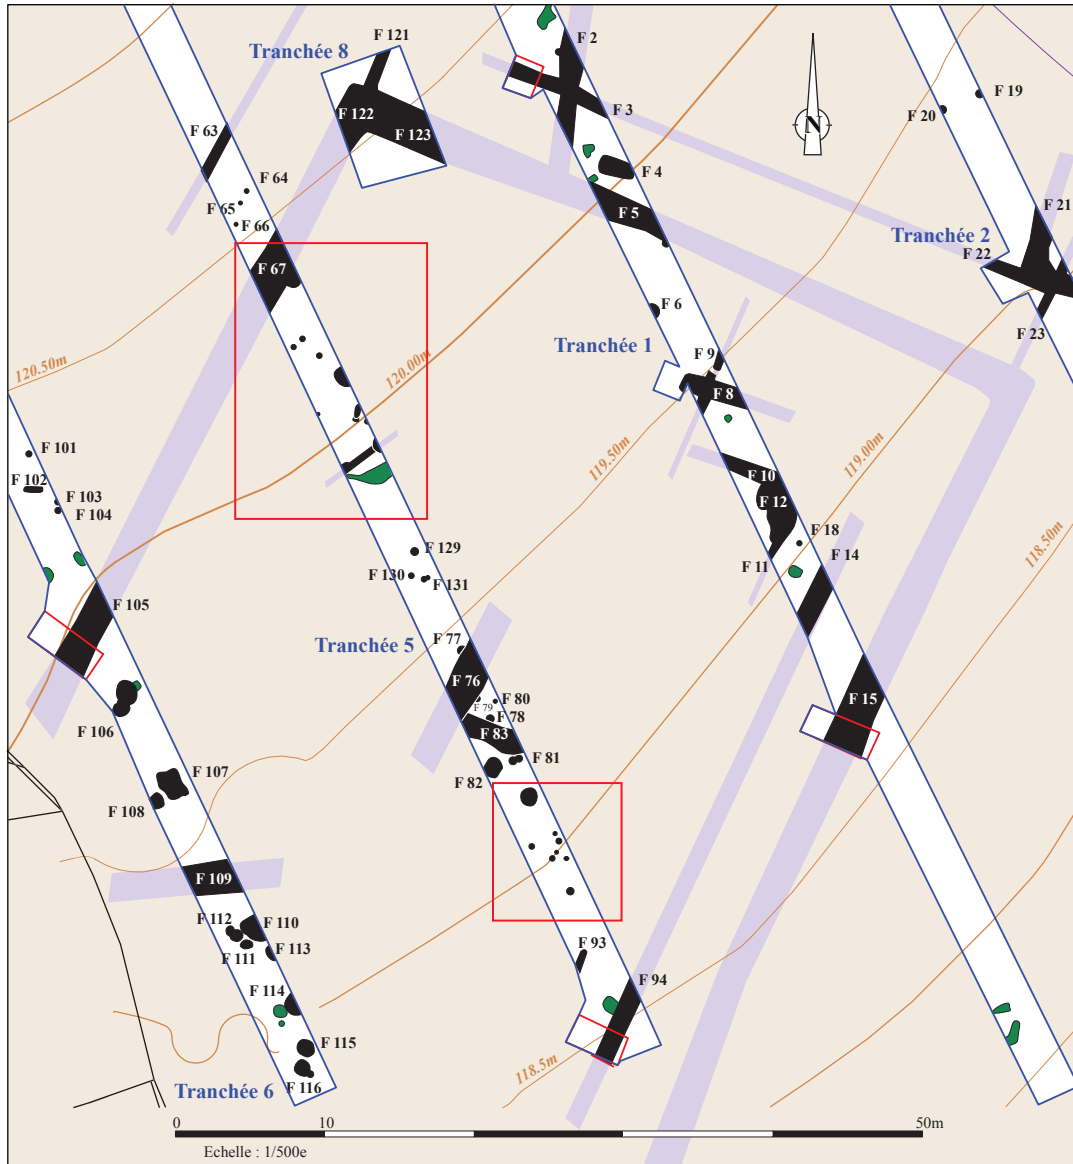 F 121
Tranchée 8
F 2
F 3
F 19
F 20
F 122
F 123
F 63
F 4
F 64
F 65
F 66
F 5
F 21
Tranchée 2
F 22
N
F 67
F 6
F 23
Tranchée 1
F 9
F 8
120.50m
120.00m
119.50m
119.00m
118.50m
F 101
F 102
F 103
F 104
F 10
F 12
F 18
F 14
F 11
F 129
F 130
F 131
F 105
Tranchée 5
F 77
F 76
F 80
F 79
F 78
F 83
F 15
F 106
F 81
F 82
F 107
F 108
F 109
F 112
F 110
F 111
F 113
F 93
F 94
F 114
F 115
F 116
118.5m
Tranchée 6
0 10 50m
Echelle : 1/500e